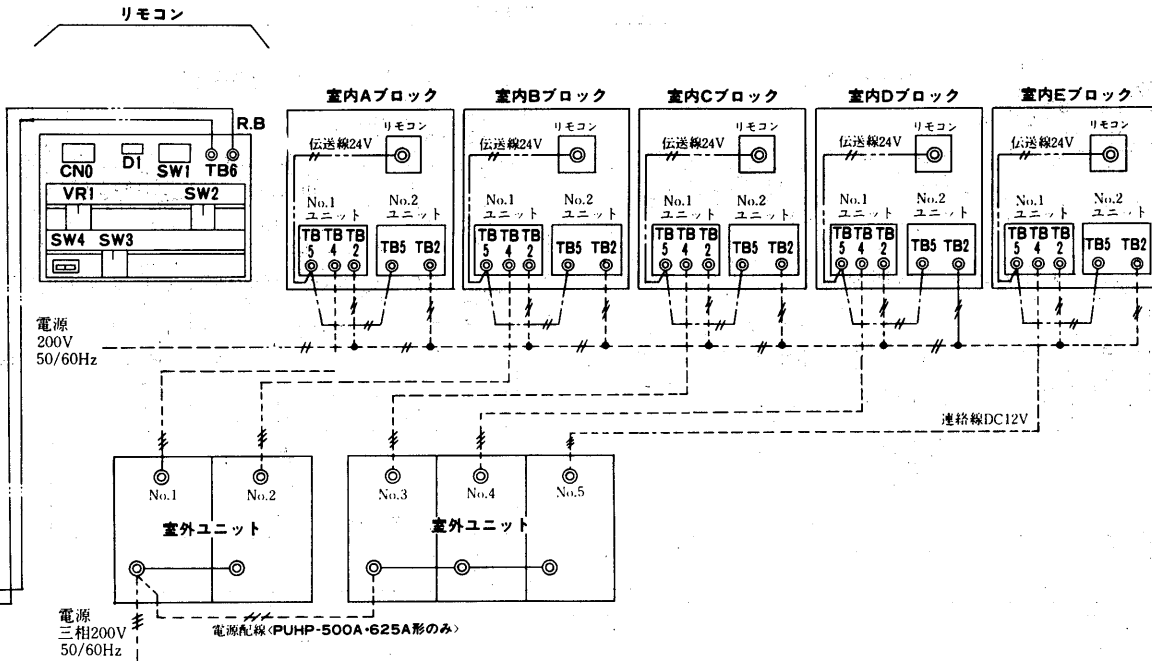 リモコン
R.B
CN0 D1 SW1 TB6
VR1 SW2
SW4 SW3
室内Aブロック
リモコン
伝送線24V
No.1
ユニット
No.2
ユニット
TB TB TB
5 4 2
TB5 TB2
室内Bブロック
リモコン
伝送線24V
No.1
ユニット
No.2
ユニット
TB TB TB
5 4 2
TB5 TB2
室内Cブロック
リモコン
伝送線24V
No.1
ユニット
No.2
ユニット
TB TB TB
5 4 2
TB5 TB2
室内Dブロック
リモコン
伝送線24V
No.1
ユニット
No.2
ユニット
TB TB TB
5 4 2
TB5 TB2
室内Eブロック
リモコン
伝送線24V
No.1
ユニット
No.2
ユニット
TB TB TB
5 4 2
TB5 TB2
電源
200V
50/60Hz
連絡線DC12V
No.1 No.2
室外ユニット
No.3 No.4 No.5
室外ユニット
電源
三相200V
50/60Hz
電源配線〈PUHP-500A・625A形のみ〉